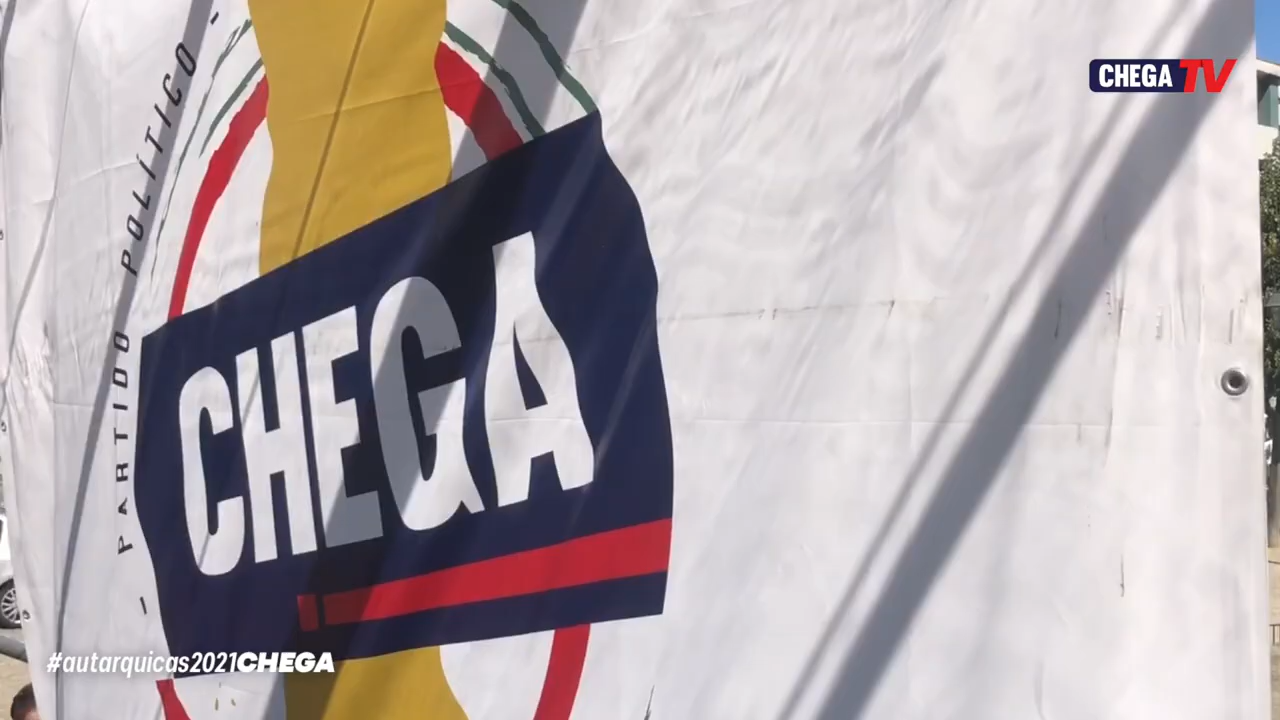 CHEGA TV
- PARTIDO POLÍTICO -
CHEGA
#autarquicas2021CHEGA